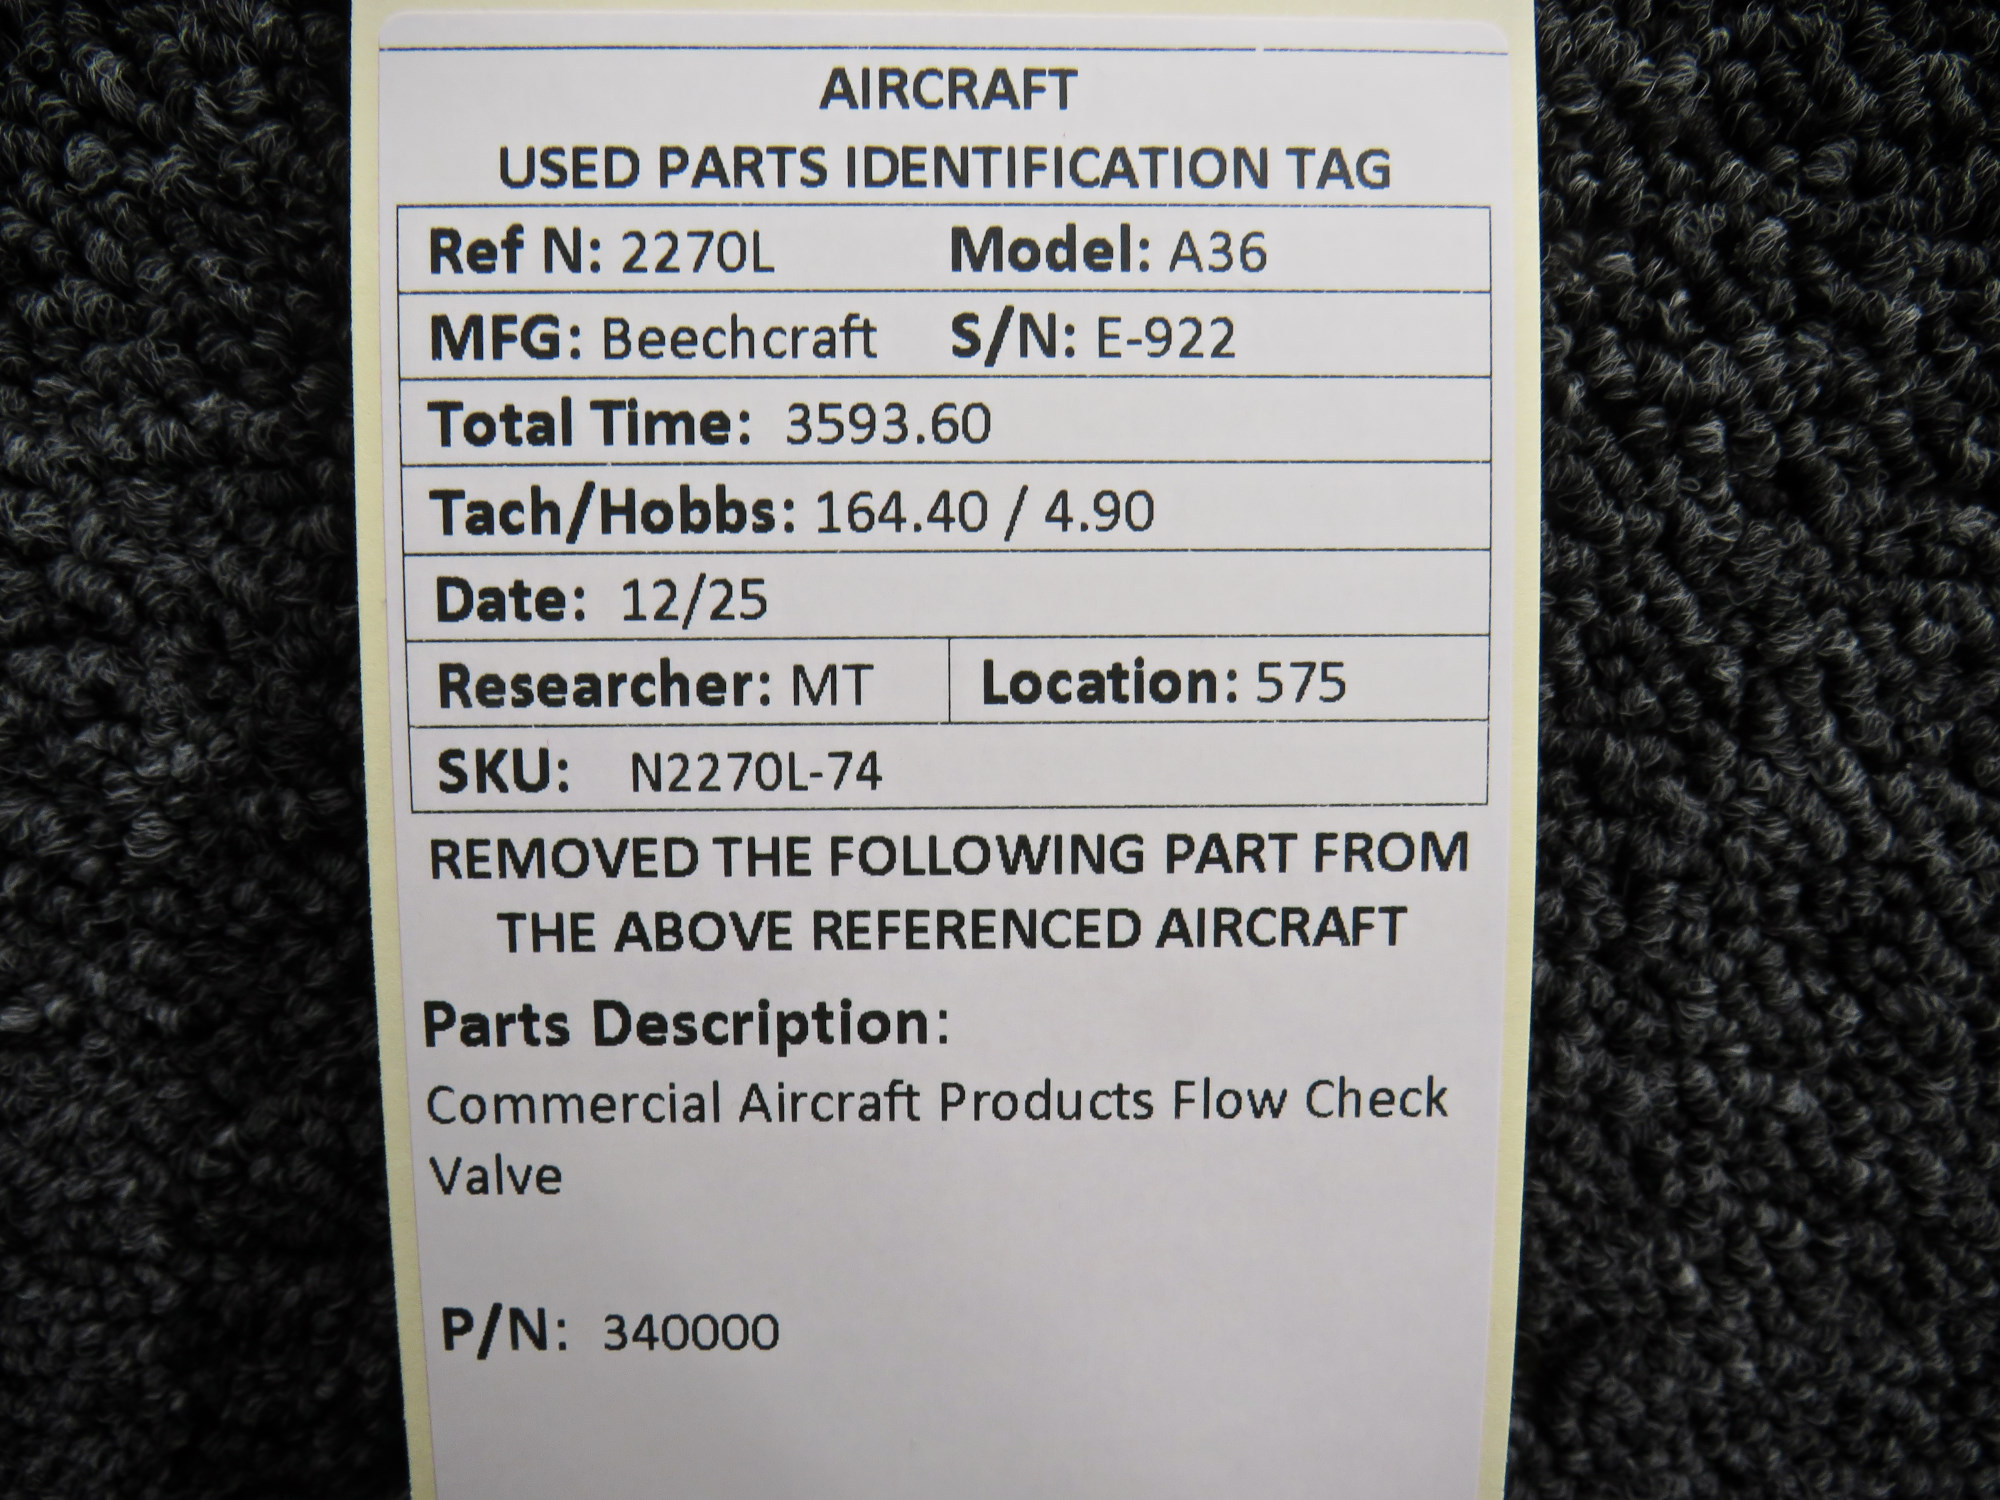 AIRCRAFT
USED PARTS IDENTIFICATION TAG
Ref N: 2270L Model: A36
MFG: Beechcraft S/N: E-922
Total Time: 3593.60
Tach/Hobbs: 164.40 / 4.90
Date: 12/25
Researcher: MT Location: 575
SKU: N2270L-74
REMOVED THE FOLLOWING PART FROM
THE ABOVE REFERENCED AIRCRAFT
Parts Description:
Commercial Aircraft Products Flow Check
Valve
P/N: 340000